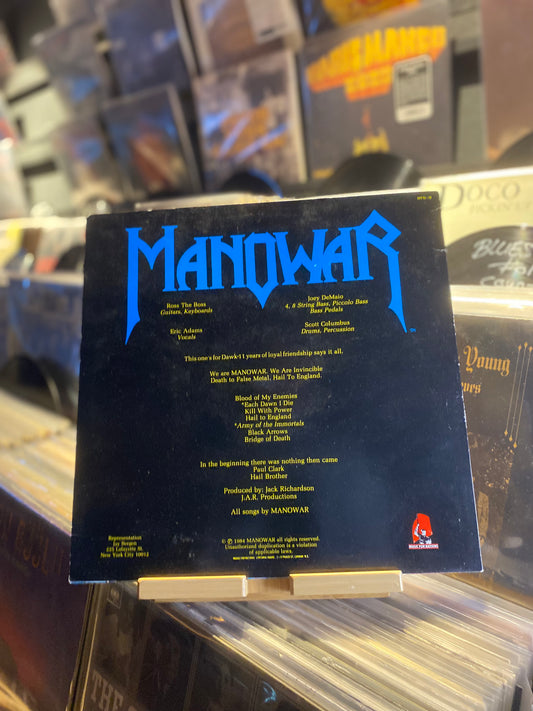 MANOWAR
Ross The Boss
Guitars, Keyboards
Joey DeMaio
4, 8 String Bass, Piccolo Bass
Bass Pedals
Eric Adams
Vocals
Scott Columbus
Drums, Percussion
This one's for Dawk-11 years of loyal friendship says it all.
We are MANOWAR. We Are Invincible
Death to False Metal, Hail To England.
Blood of My Enemies
*Each Dawn I Die
Kill With Power
Hail to England
*Army of the Immortals
Black Arrows
Bridge of Death
In the beginning there was nothing then came
Paul Clark
Hail Brother
Produced by: Jack Richardson
J.A.R. Productions
All songs by MANOWAR
Representation
Jay Bergen
225 Lafayette St.
New York City 10012
© ℗ 1984 MANOWAR all rights reserved.
Unauthorized duplication is a violation
of applicable laws.
MUSIC FOR NATIONS
DOCO
BLUES
Young